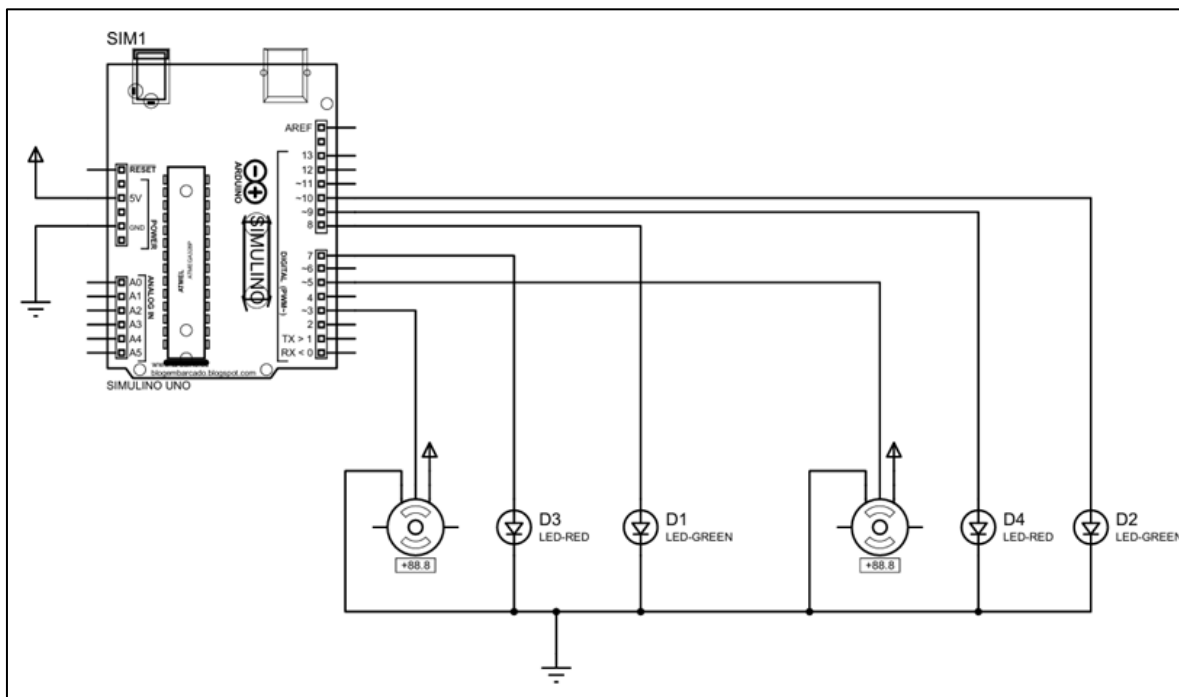 SIM1
AREF
13
12
~11
~10
~9
8
7
~6
~5
4
~3
2
TX > 1
RX < 0
RESET
5V
GND
POWER
A0
A1
A2
A3
A4
A5
ANALOG IN
ATMEL
ARDUINO
SIMULINO
DIGITAL (PWM~)
blogembarcado.blogspot.com
SIMULINO UNO
+88.8
D3
LED-RED
D1
LED-GREEN
+88.8
D4
LED-RED
D2
LED-GREEN